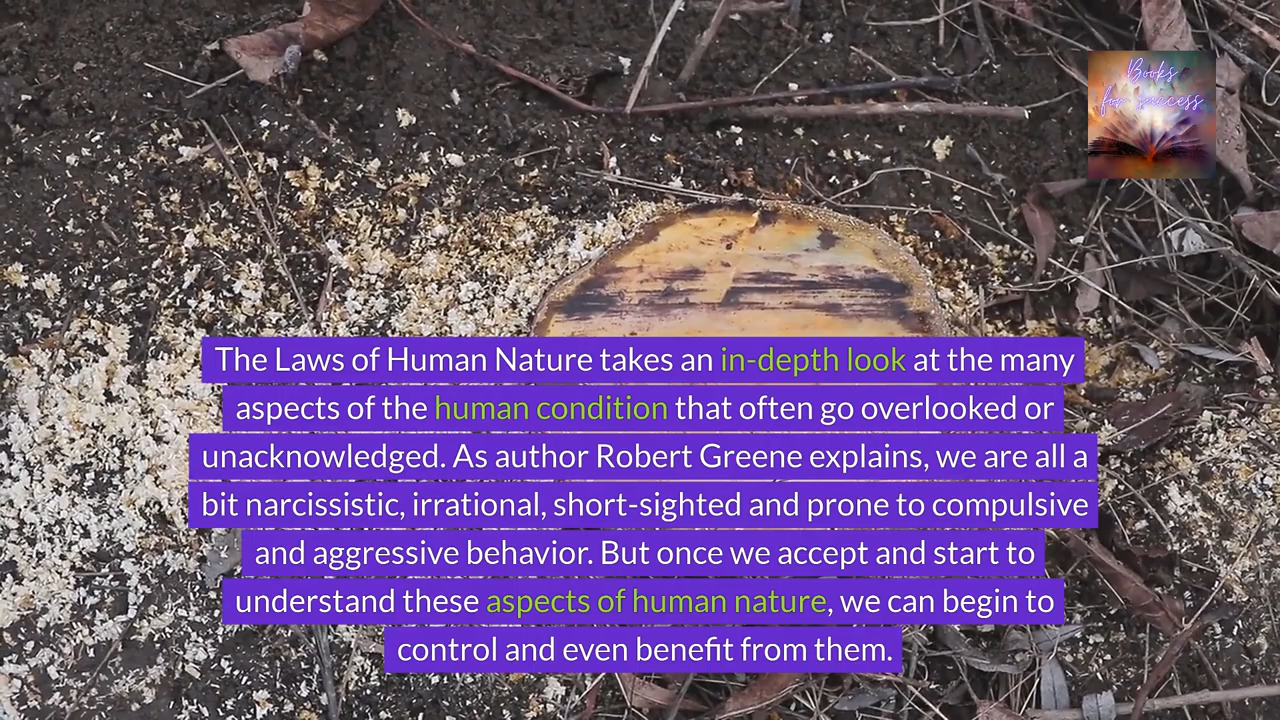 Books
for success
The Laws of Human Nature takes an in-depth look at the many
aspects of the human condition that often go overlooked or
unacknowledged. As author Robert Greene explains, we are all a
bit narcissistic, irrational, short-sighted and prone to compulsive
and aggressive behavior. But once we accept and start to
understand these aspects of human nature, we can begin to
control and even benefit from them.